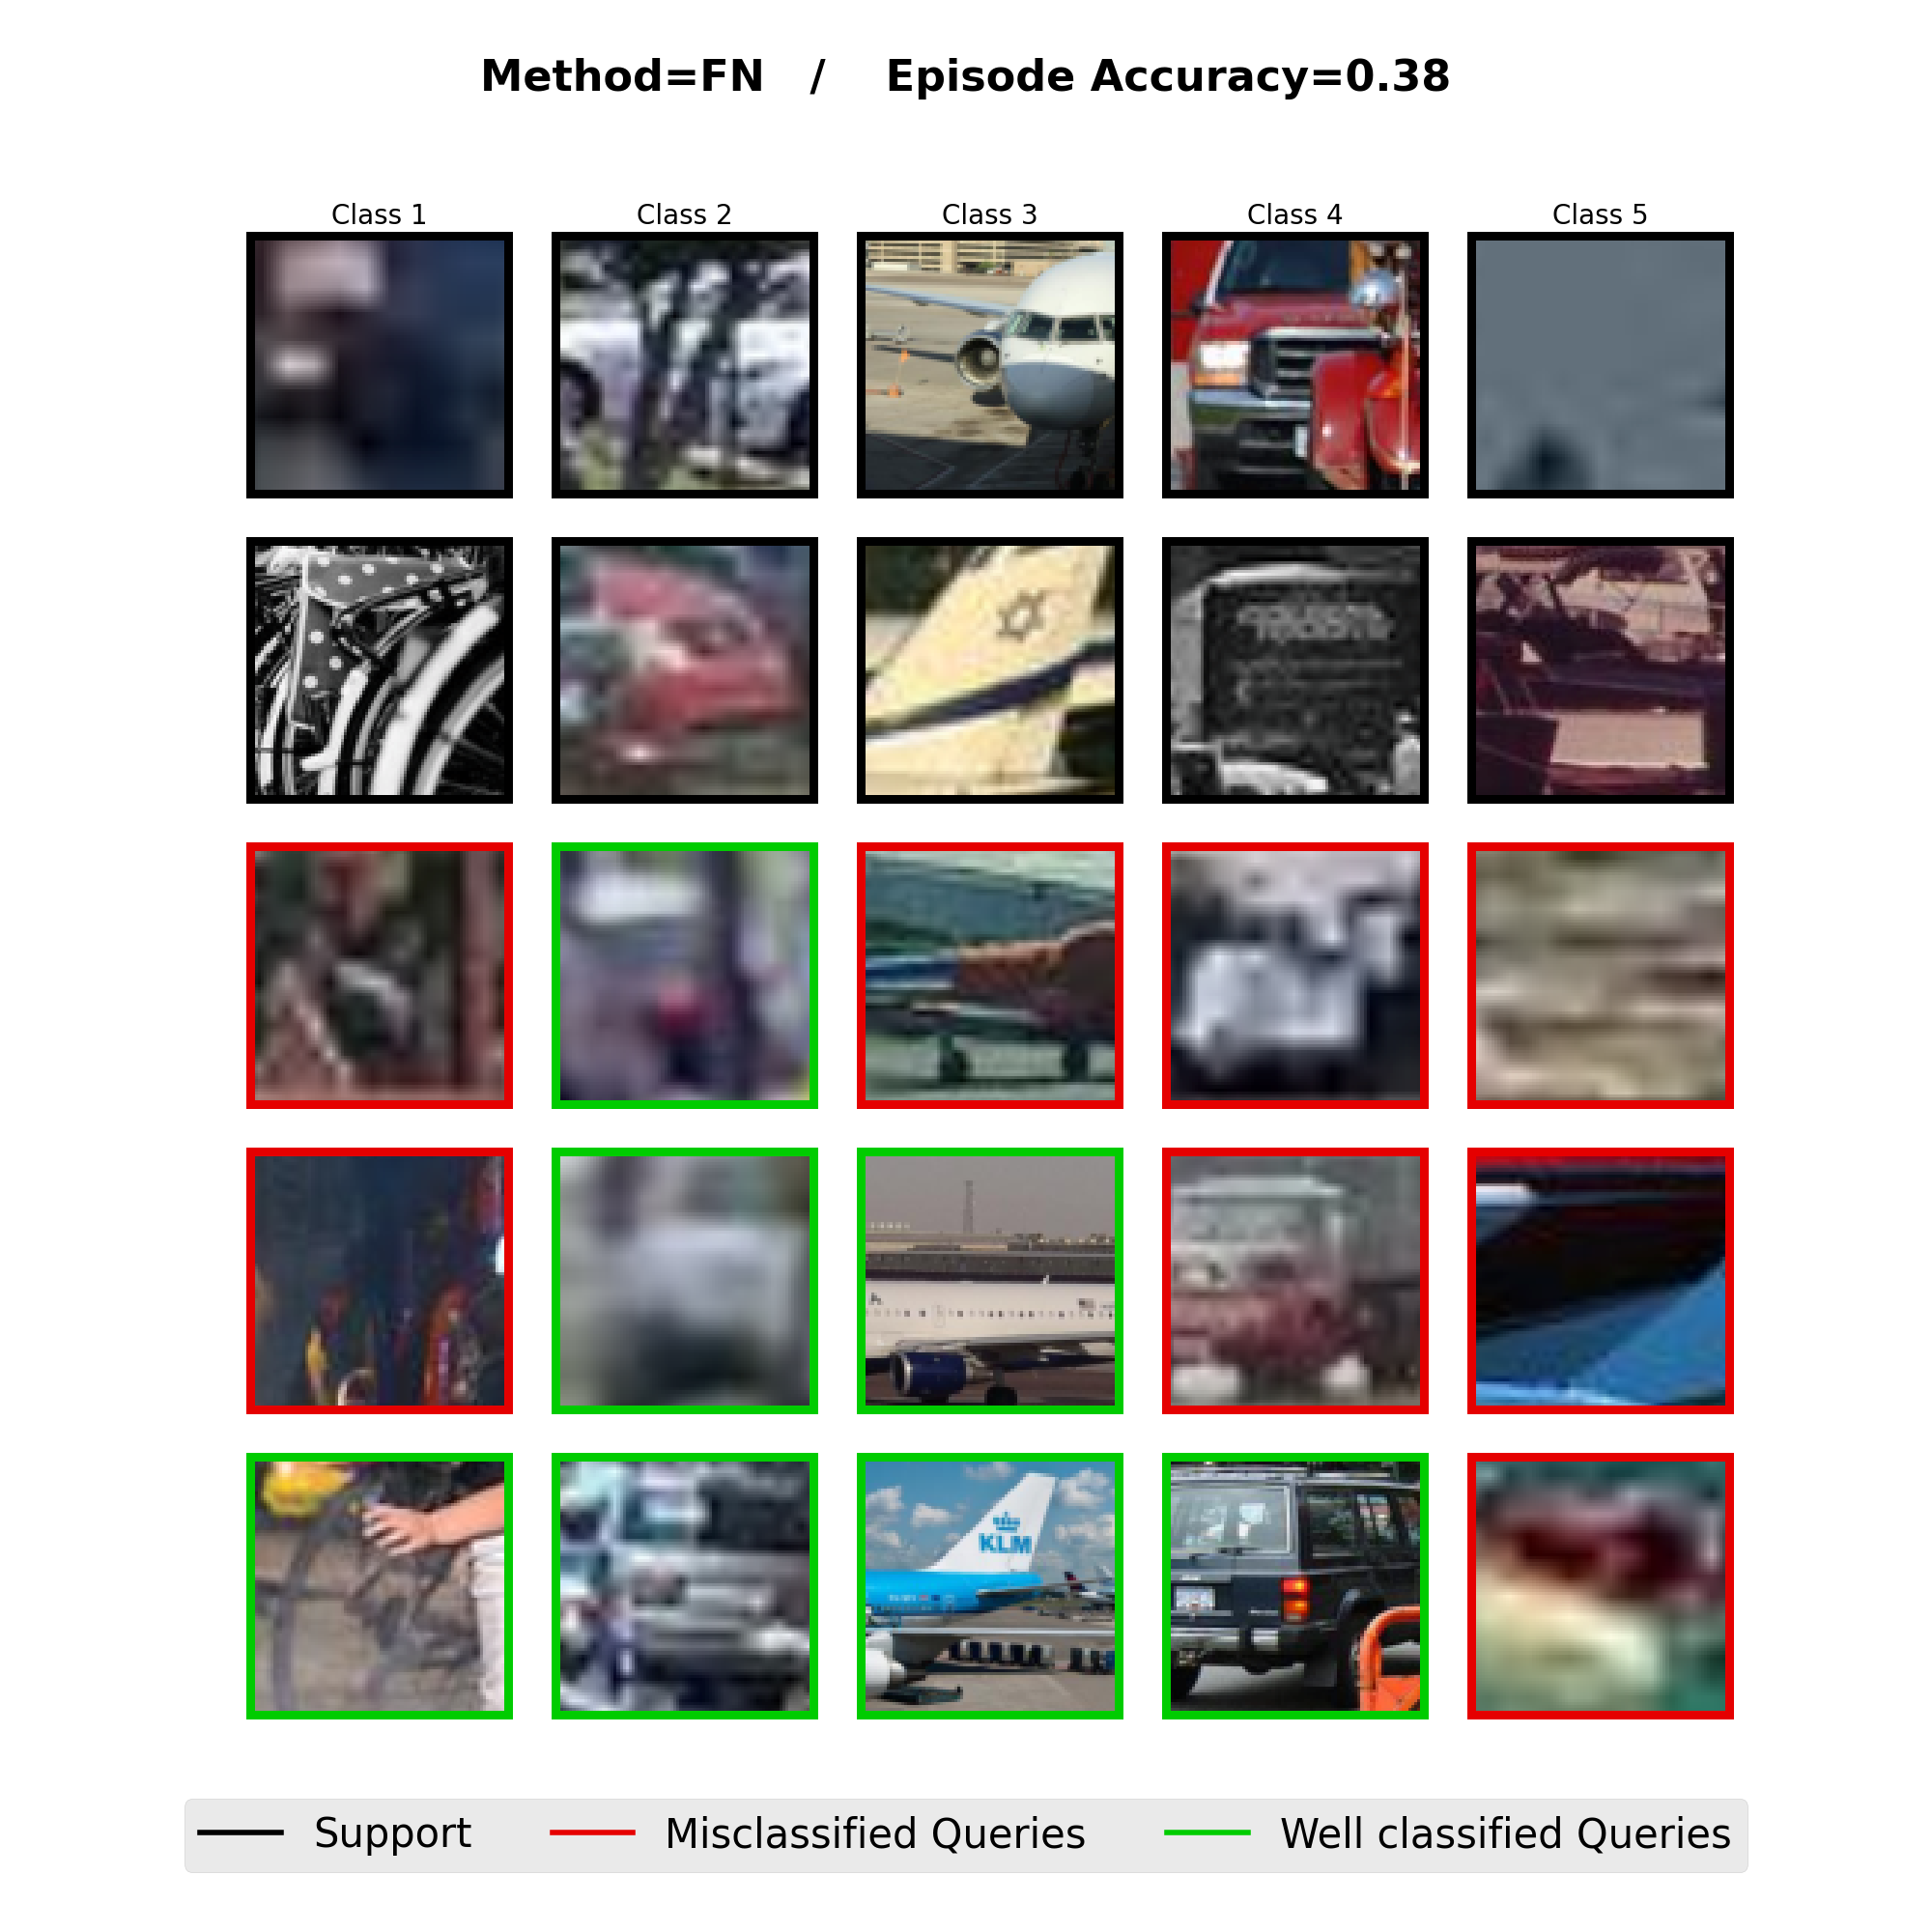 Method=FN / Episode Accuracy=0.38
Class 1 Class 2 Class 3 Class 4 Class 5
KLM
Support Misclassified Queries Well classified Queries